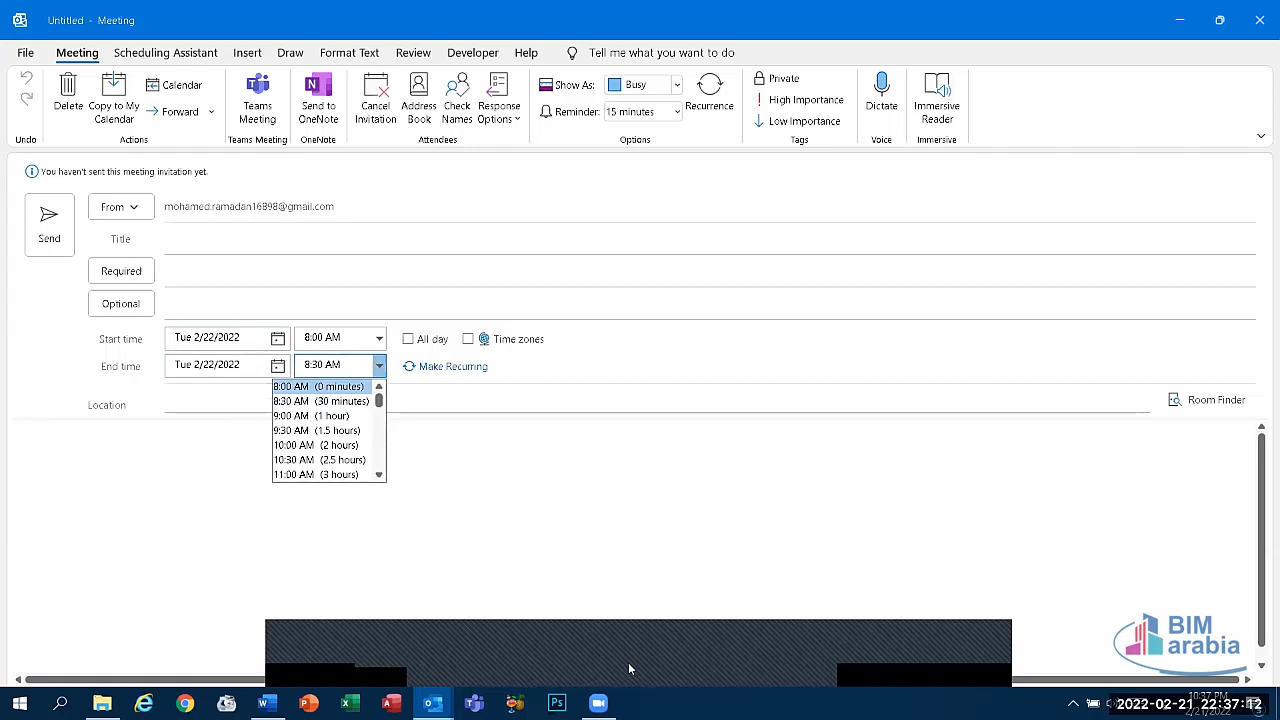 Untitled - Meeting
File Meeting Scheduling Assistant Insert Draw Format Text Review Developer Help Tell me what you want to do
Delete
Copy to My Calendar
Calendar
Forward
Teams Meeting
Send to OneNote
Cancel Invitation
Address Book
Check Names
Response Options
Show As: Busy
Reminder: 15 minutes
Recurrence
Private
High Importance
Low Importance
Dictate
Immersive Reader
Undo Actions Teams Meeting OneNote Attendees Options Tags Voice Immersive
You haven't sent this meeting invitation yet.
Send
From mohamed.ramadan16898@gmail.com
Title
Required
Optional
Start time Tue 2/22/2022 8:00 AM All day Time zones
End time Tue 2/22/2022 8:30 AM Make Recurring
8:00 AM (0 minutes)
8:30 AM (30 minutes)
9:00 AM (1 hour)
9:30 AM (1.5 hours)
10:00 AM (2 hours)
10:30 AM (2.5 hours)
11:00 AM (3 hours)
Location Room Finder
BIM
arabia
10:37 PM
2022-02-21 22:37:12
2/21/2022